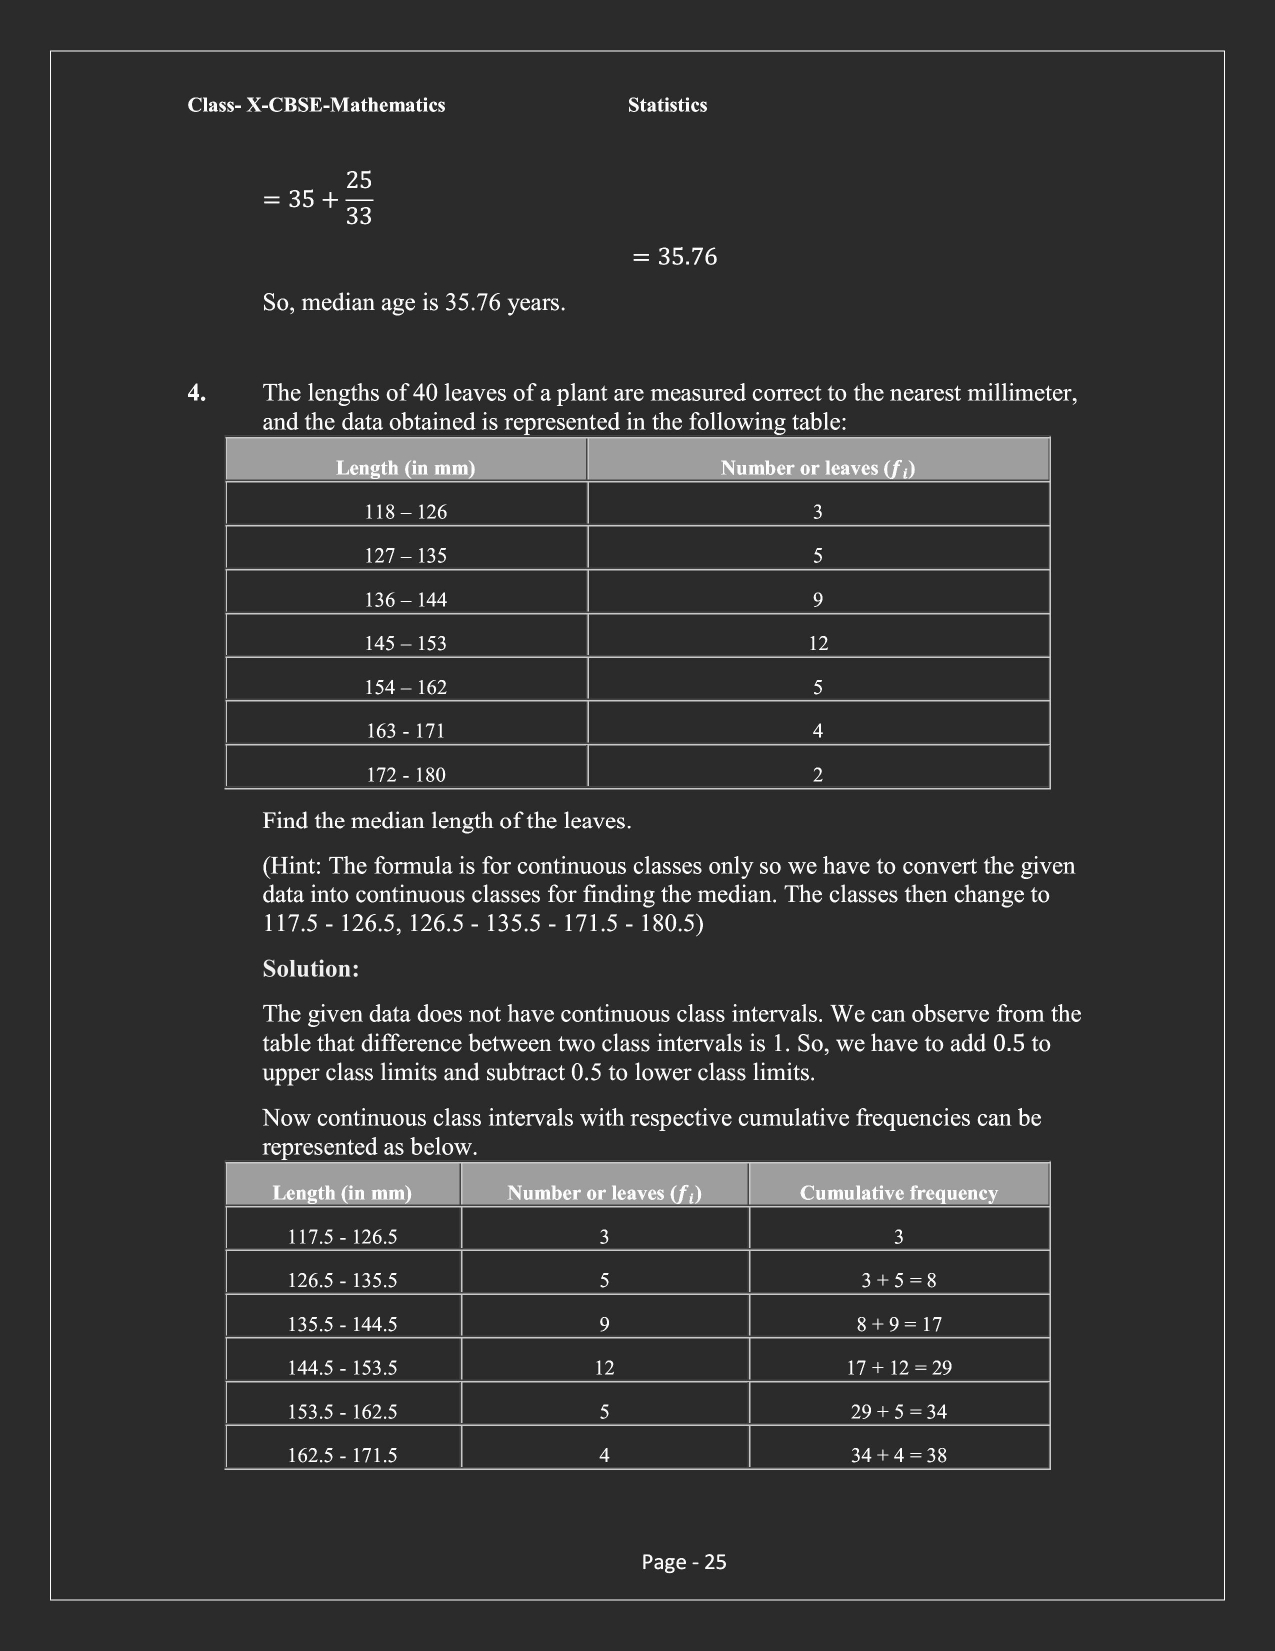 Class- X-CBSE-Mathematics Statistics
= 35 + 25/33
= 35.76
So, median age is 35.76 years.
4. The lengths of 40 leaves of a plant are measured correct to the nearest millimeter,
and the data obtained is represented in the following table:
Length (in mm) Number or leaves (fᵢ)
118 – 126 3
127 – 135 5
136 – 144 9
145 – 153 12
154 – 162 5
163 - 171 4
172 - 180 2
Find the median length of the leaves.
(Hint: The formula is for continuous classes only so we have to convert the given
data into continuous classes for finding the median. The classes then change to
117.5 - 126.5, 126.5 - 135.5 - 171.5 - 180.5)
Solution:
The given data does not have continuous class intervals. We can observe from the
table that difference between two class intervals is 1. So, we have to add 0.5 to
upper class limits and subtract 0.5 to lower class limits.
Now continuous class intervals with respective cumulative frequencies can be
represented as below.
Length (in mm) Number or leaves (fᵢ) Cumulative frequency
117.5 - 126.5 3 3
126.5 - 135.5 5 3 + 5 = 8
135.5 - 144.5 9 8 + 9 = 17
144.5 - 153.5 12 17 + 12 = 29
153.5 - 162.5 5 29 + 5 = 34
162.5 - 171.5 4 34 + 4 = 38
Page - 25